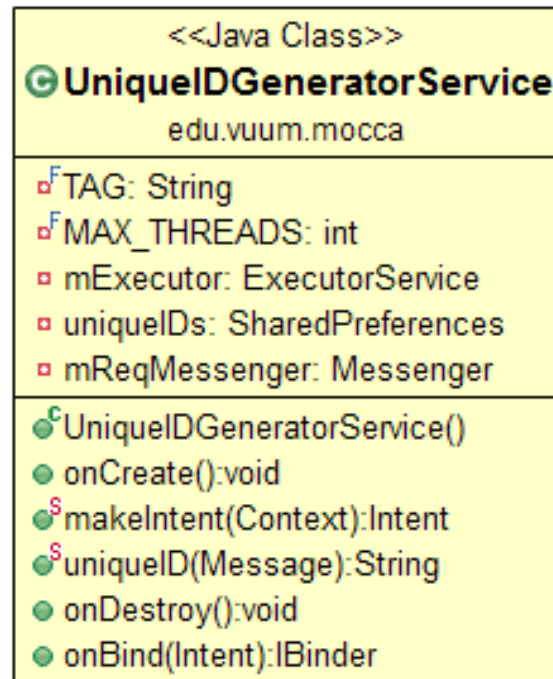 <<Java Class>>
C UniqueIDGeneratorService
edu.vuum.mocca
F TAG: String
F MAX_THREADS: int
mExecutor: ExecutorService
uniqueIDs: SharedPreferences
mReqMessenger: Messenger
C UniqueIDGeneratorService()
onCreate():void
S makeIntent(Context):Intent
S uniqueID(Message):String
onDestroy():void
onBind(Intent):IBinder